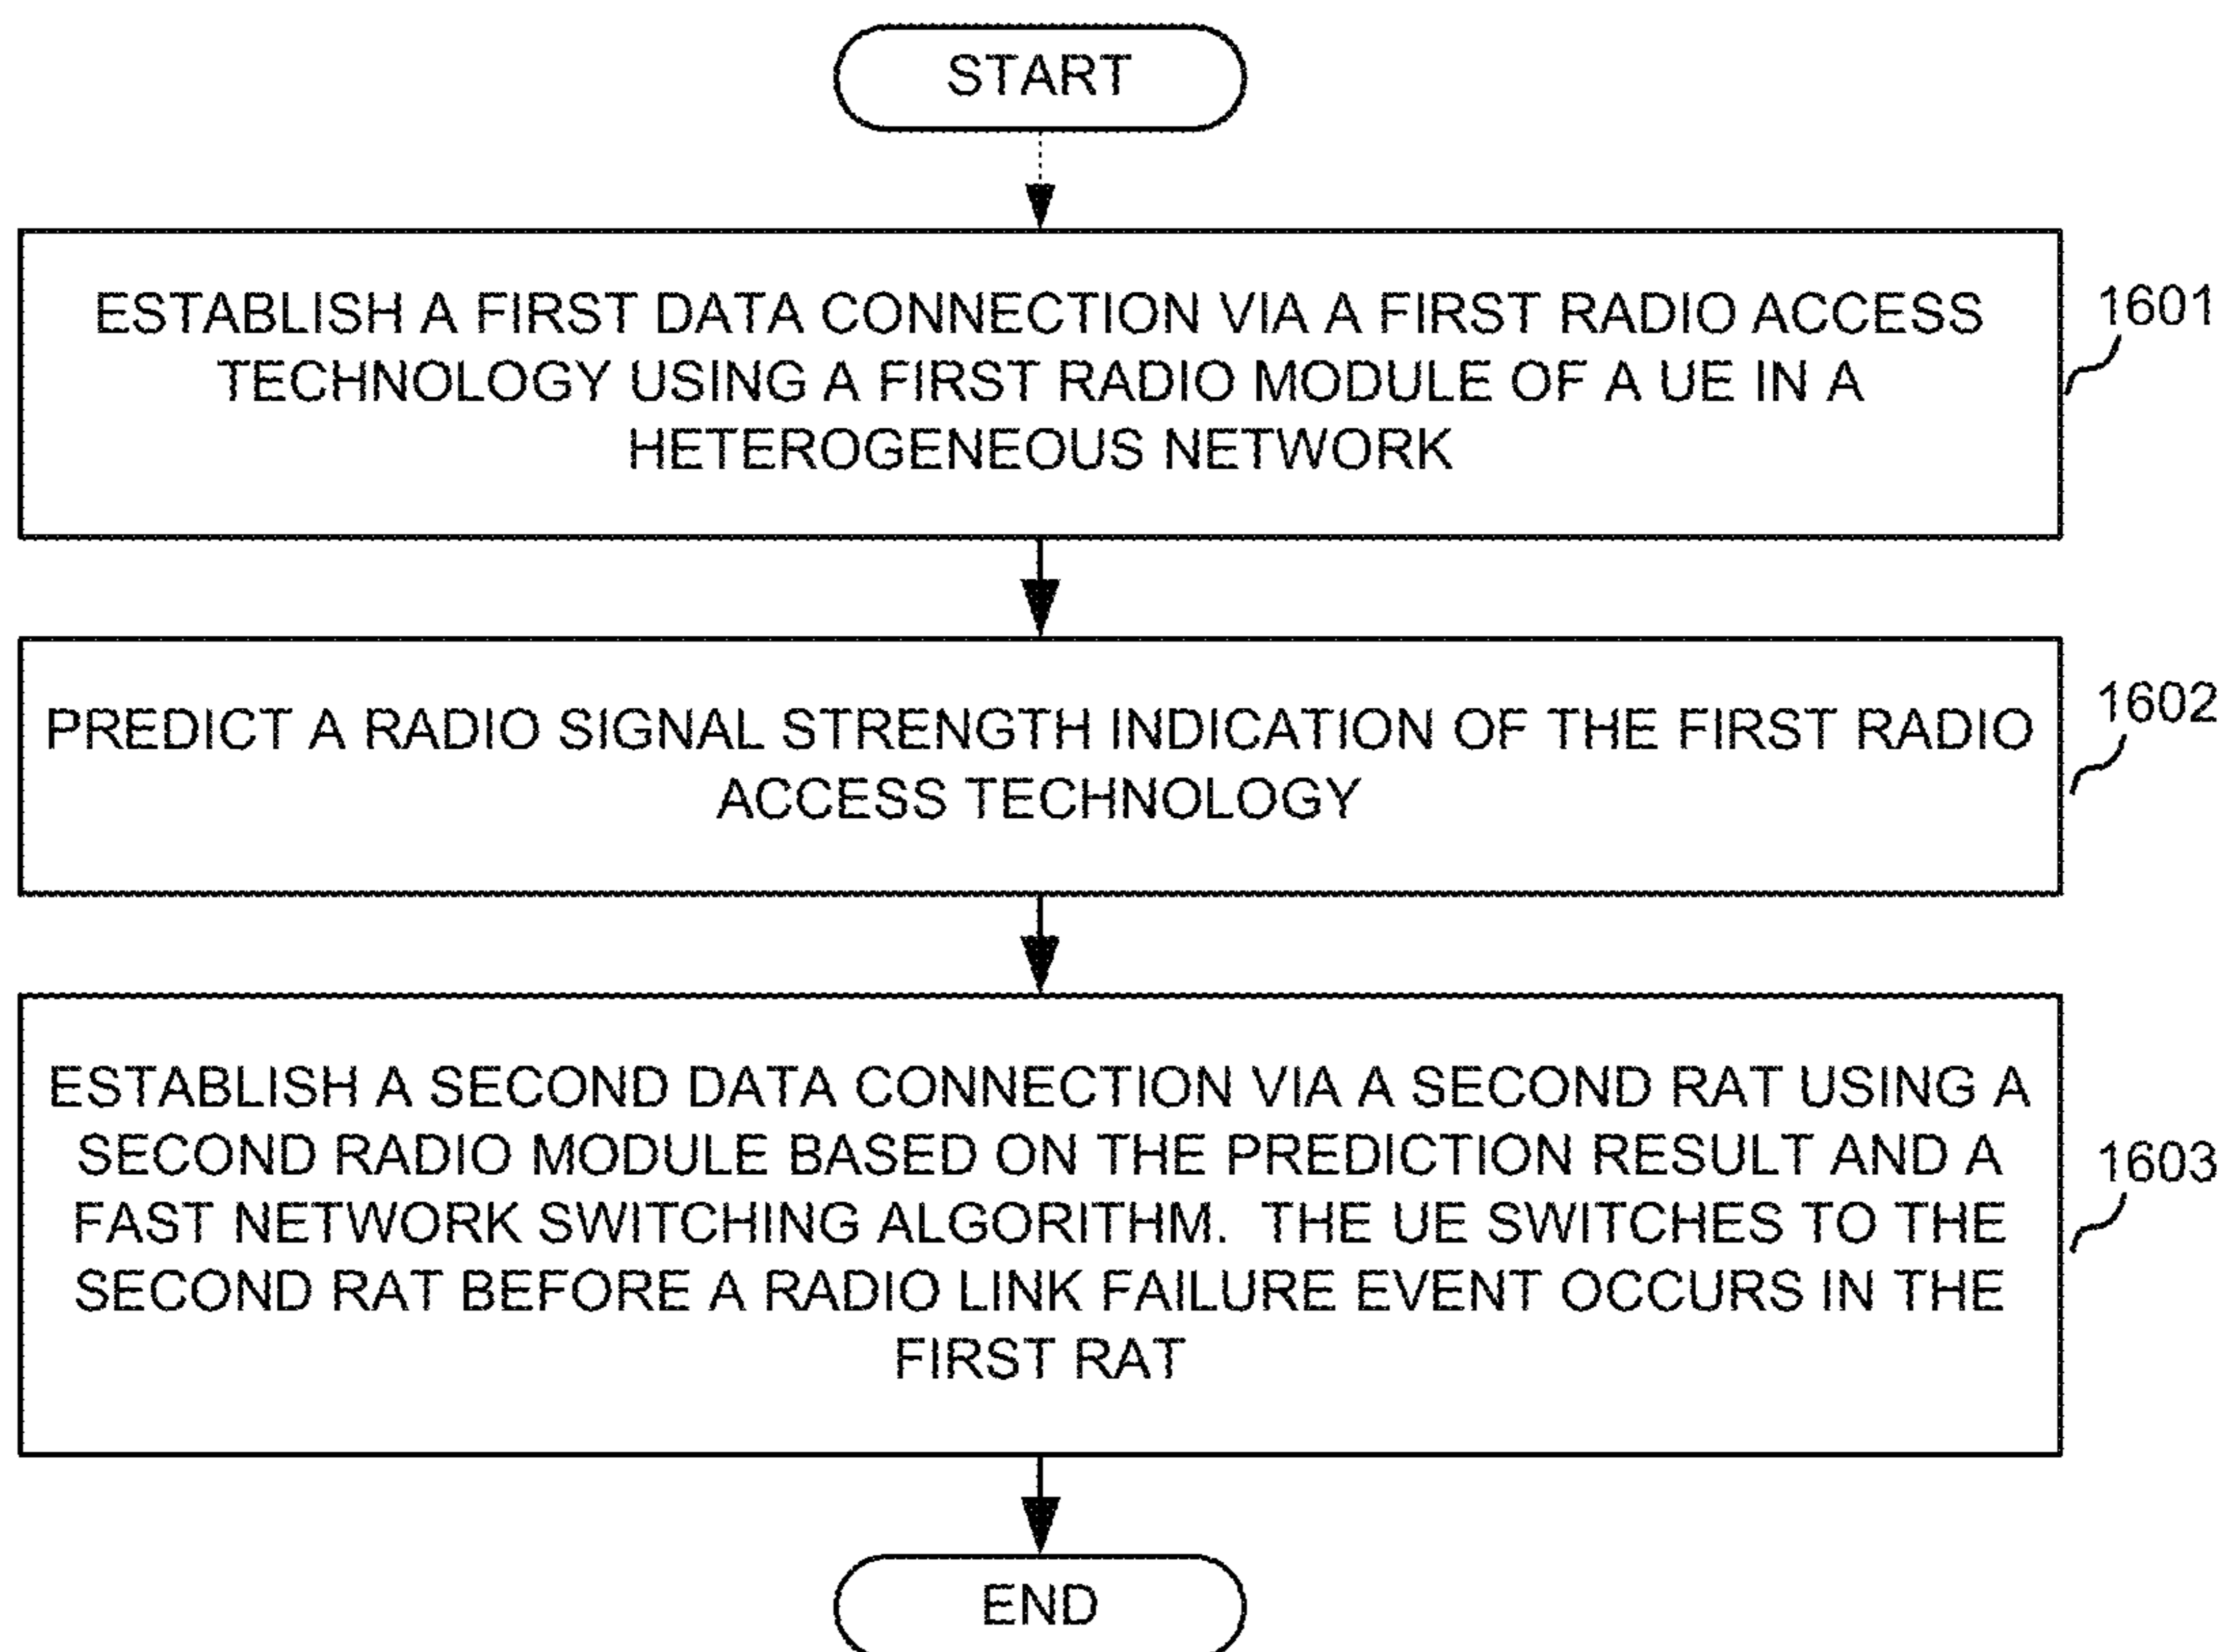 START
ESTABLISH A FIRST DATA CONNECTION VIA A FIRST RADIO ACCESS
TECHNOLOGY USING A FIRST RADIO MODULE OF A UE IN A
HETEROGENEOUS NETWORK
1601
PREDICT A RADIO SIGNAL STRENGTH INDICATION OF THE FIRST RADIO
ACCESS TECHNOLOGY
1602
ESTABLISH A SECOND DATA CONNECTION VIA A SECOND RAT USING A
SECOND RADIO MODULE BASED ON THE PREDICTION RESULT AND A
FAST NETWORK SWITCHING ALGORITHM. THE UE SWITCHES TO THE
SECOND RAT BEFORE A RADIO LINK FAILURE EVENT OCCURS IN THE
FIRST RAT
1603
END